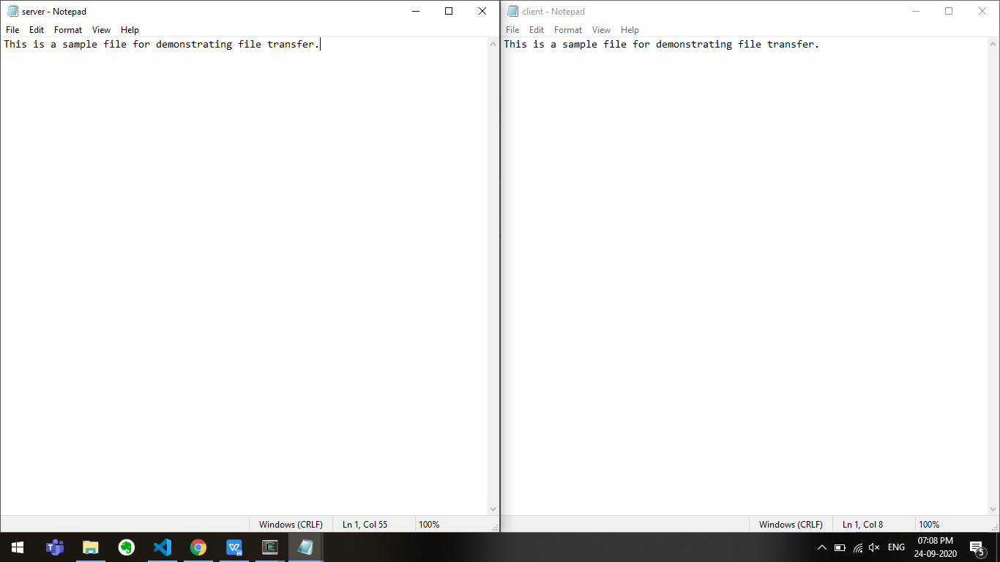 server - Notepad
File Edit Format View Help
This is a sample file for demonstrating file transfer.
Windows (CRLF) Ln 1, Col 55 100%
client - Notepad
File Edit Format View Help
This is a sample file for demonstrating file transfer.
Windows (CRLF) Ln 1, Col 8 100%
ENG
07:08 PM
24-09-2020
5